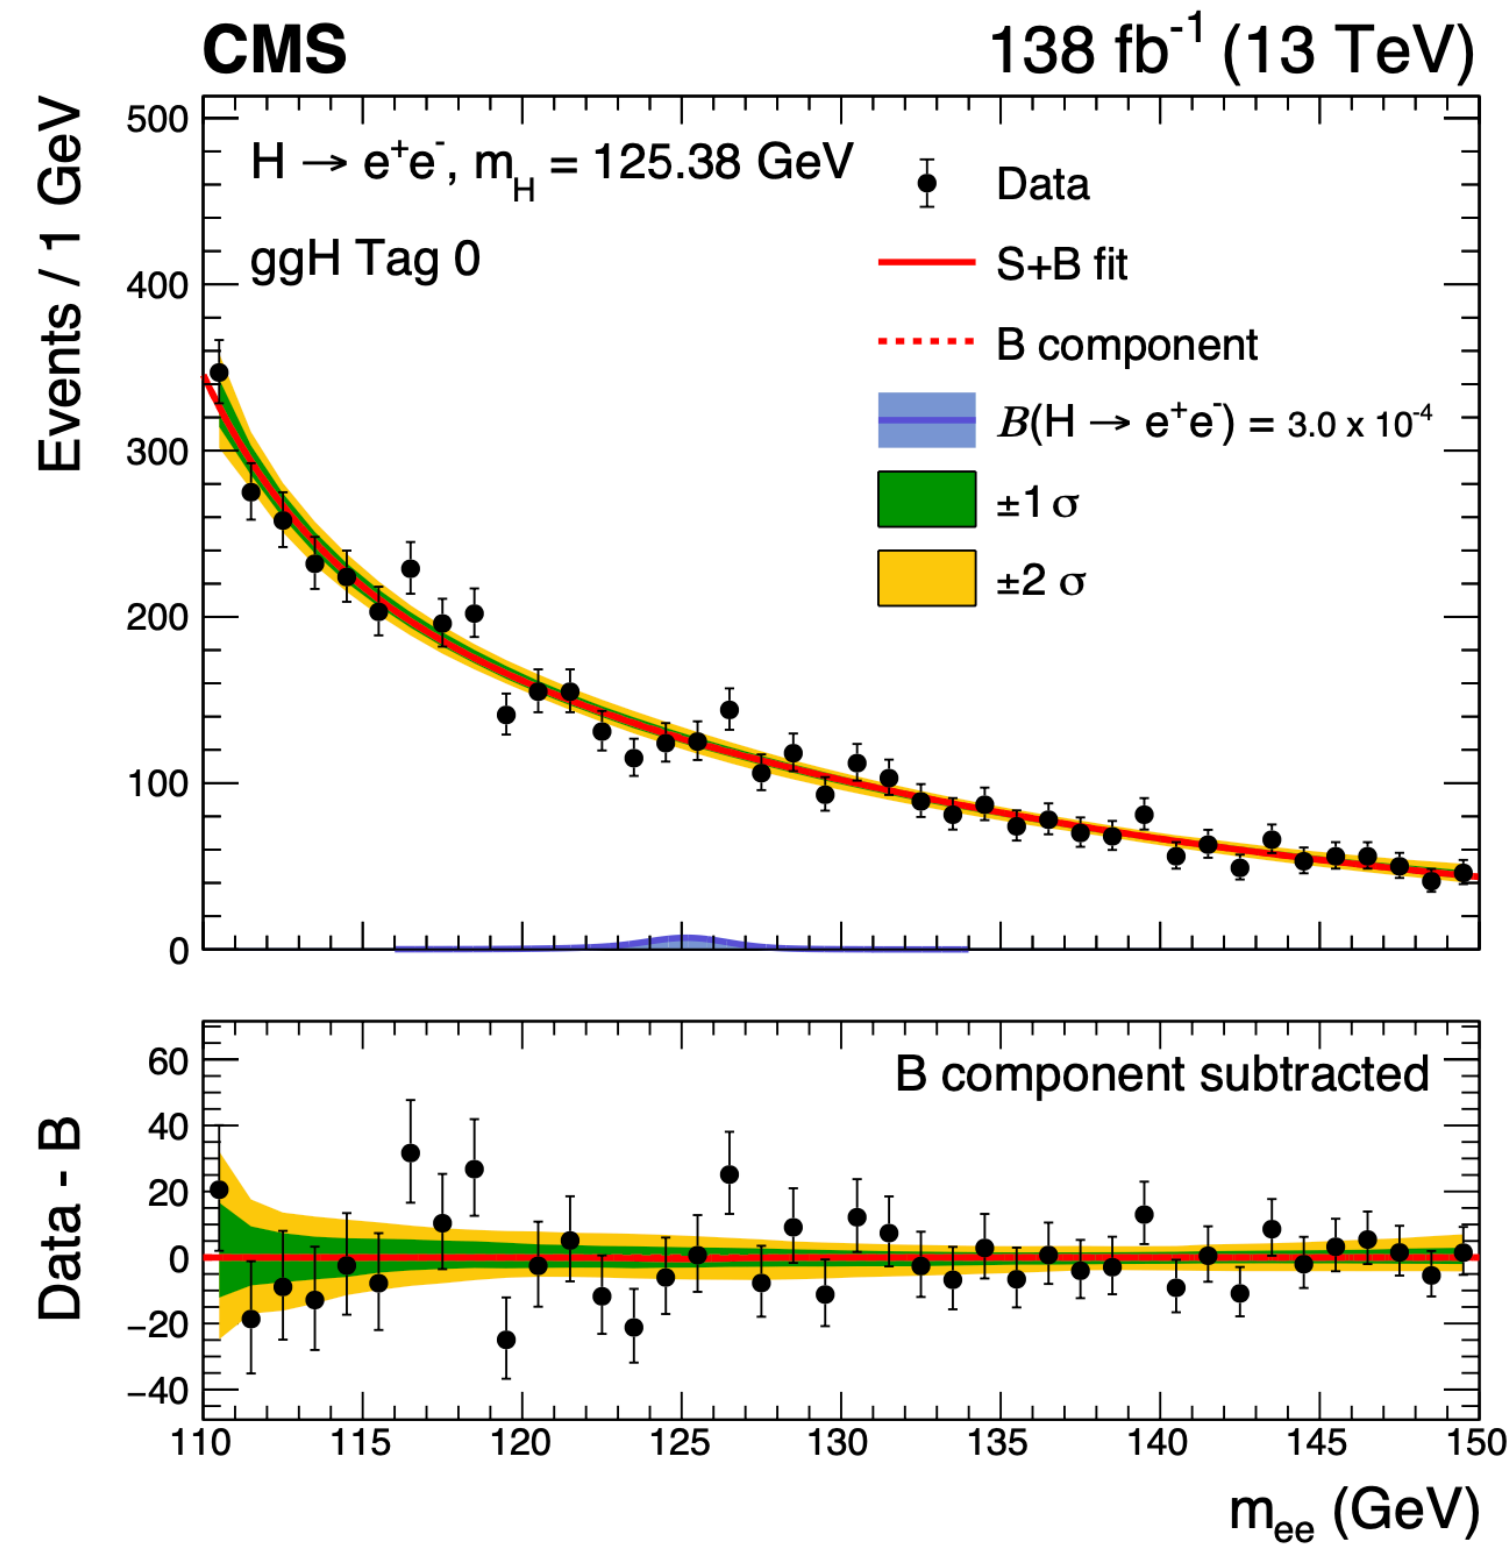 CMS 138 fb⁻¹ (13 TeV)
Events / 1 GeV
500
400
300
200
100
0
H → e⁺e⁻, m_H = 125.38 GeV
ggH Tag 0
Data
S+B fit
B component
𝓑(H → e⁺e⁻) = 3.0 x 10⁻⁴
±1 σ
±2 σ
Data - B
60
40
20
0
−20
−40
B component subtracted
110 115 120 125 130 135 140 145 150
m_ee (GeV)